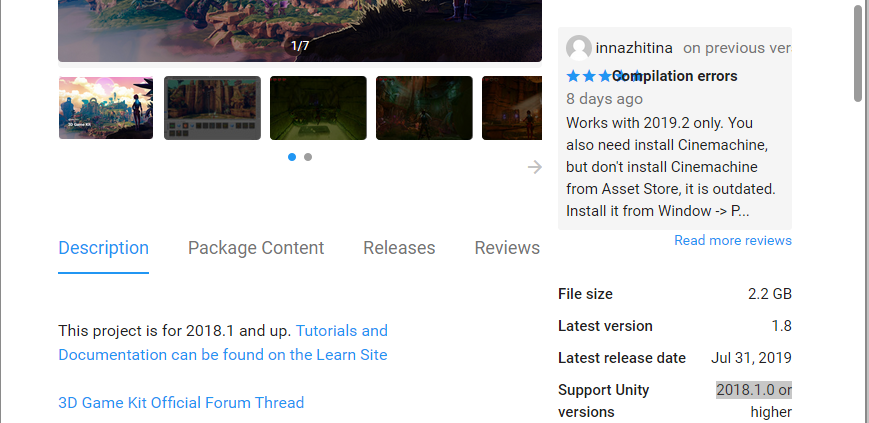 1/7
3D Game Kit
Description
Package Content
Releases
Reviews
This project is for 2018.1 and up. Tutorials and
Documentation can be found on the Learn Site
3D Game Kit Official Forum Thread
innazhitina on previous ver
Compilation errors
8 days ago
Works with 2019.2 only. You
also need install Cinemachine,
but don't install Cinemachine
from Asset Store, it is outdated.
Install it from Window -> P...
Read more reviews
File size 2.2 GB
Latest version 1.8
Latest release date Jul 31, 2019
Support Unity 2018.1.0 or
versions higher